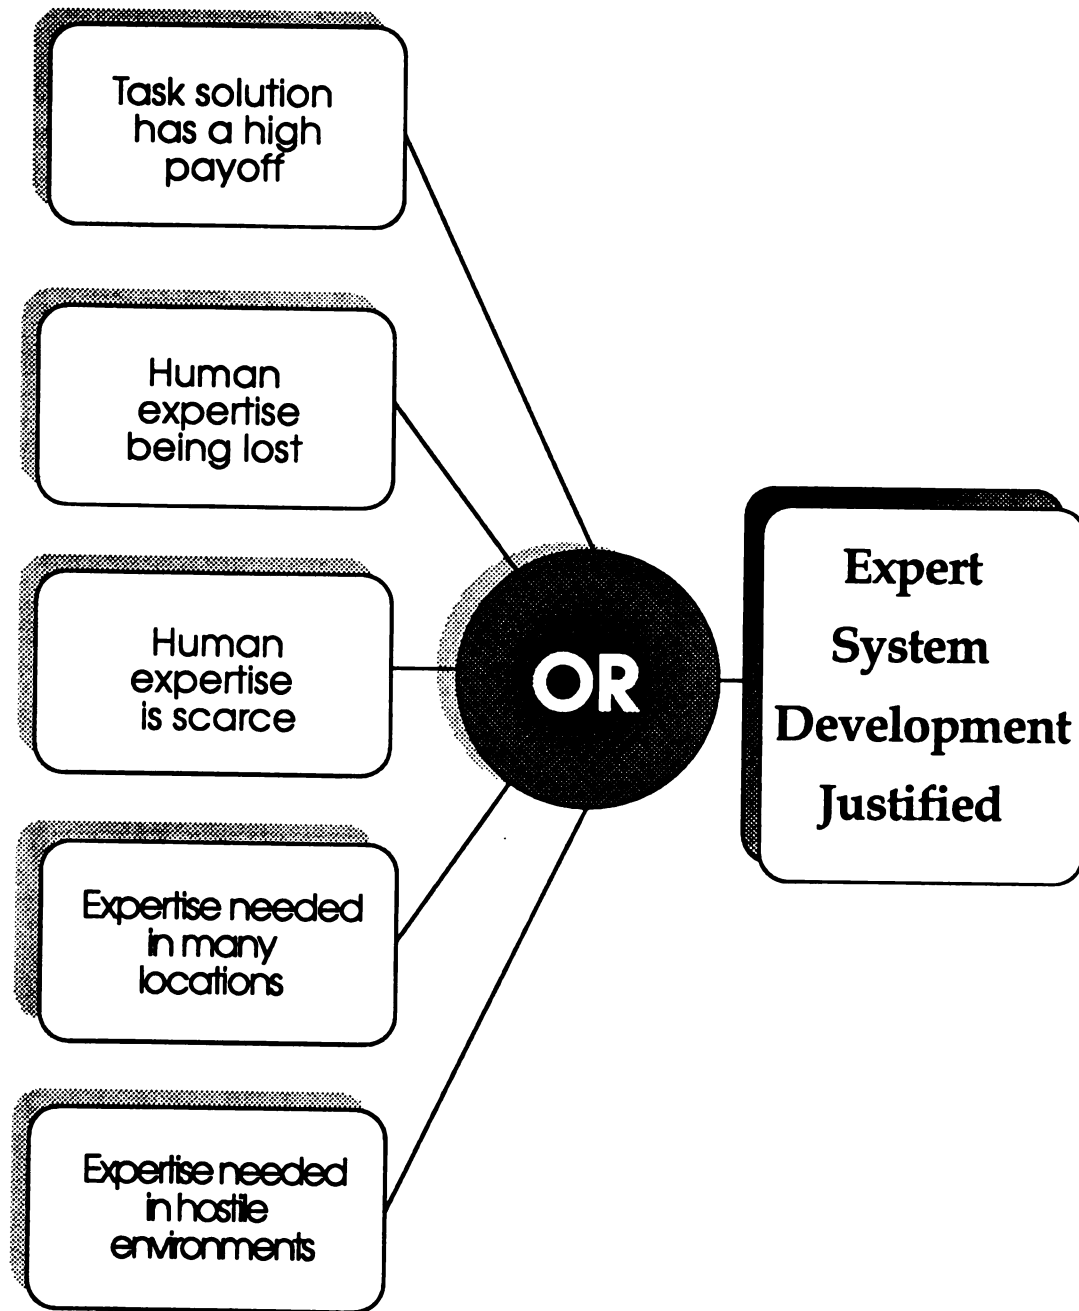 Task solution
has a high
payoff
Human
expertise
being lost
Human
expertise
is scarce
Expertise needed
in many
locations
Expertise needed
in hostile
environments
OR
Expert
System
Development
Justified